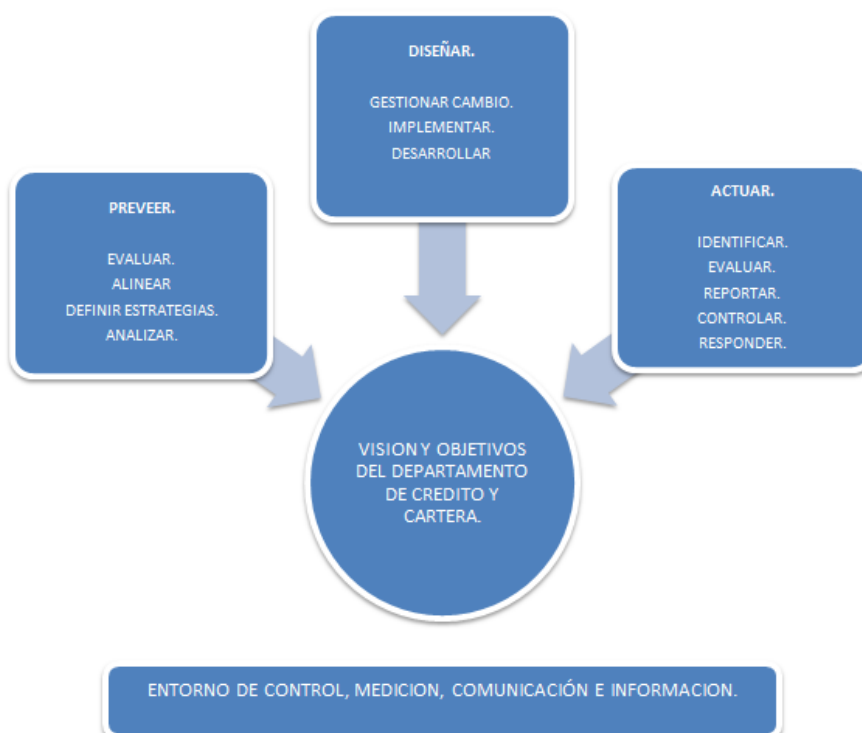 DISEÑAR.
GESTIONAR CAMBIO.
IMPLEMENTAR.
DESARROLLAR
PREVEER.
EVALUAR.
ALINEAR
DEFINIR ESTRATEGIAS.
ANALIZAR.
ACTUAR.
IDENTIFICAR.
EVALUAR.
REPORTAR.
CONTROLAR.
RESPONDER.
VISION Y OBJETIVOS
DEL DEPARTAMENTO
DE CREDITO Y
CARTERA.
ENTORNO DE CONTROL, MEDICION, COMUNICACIÓN E INFORMACION.